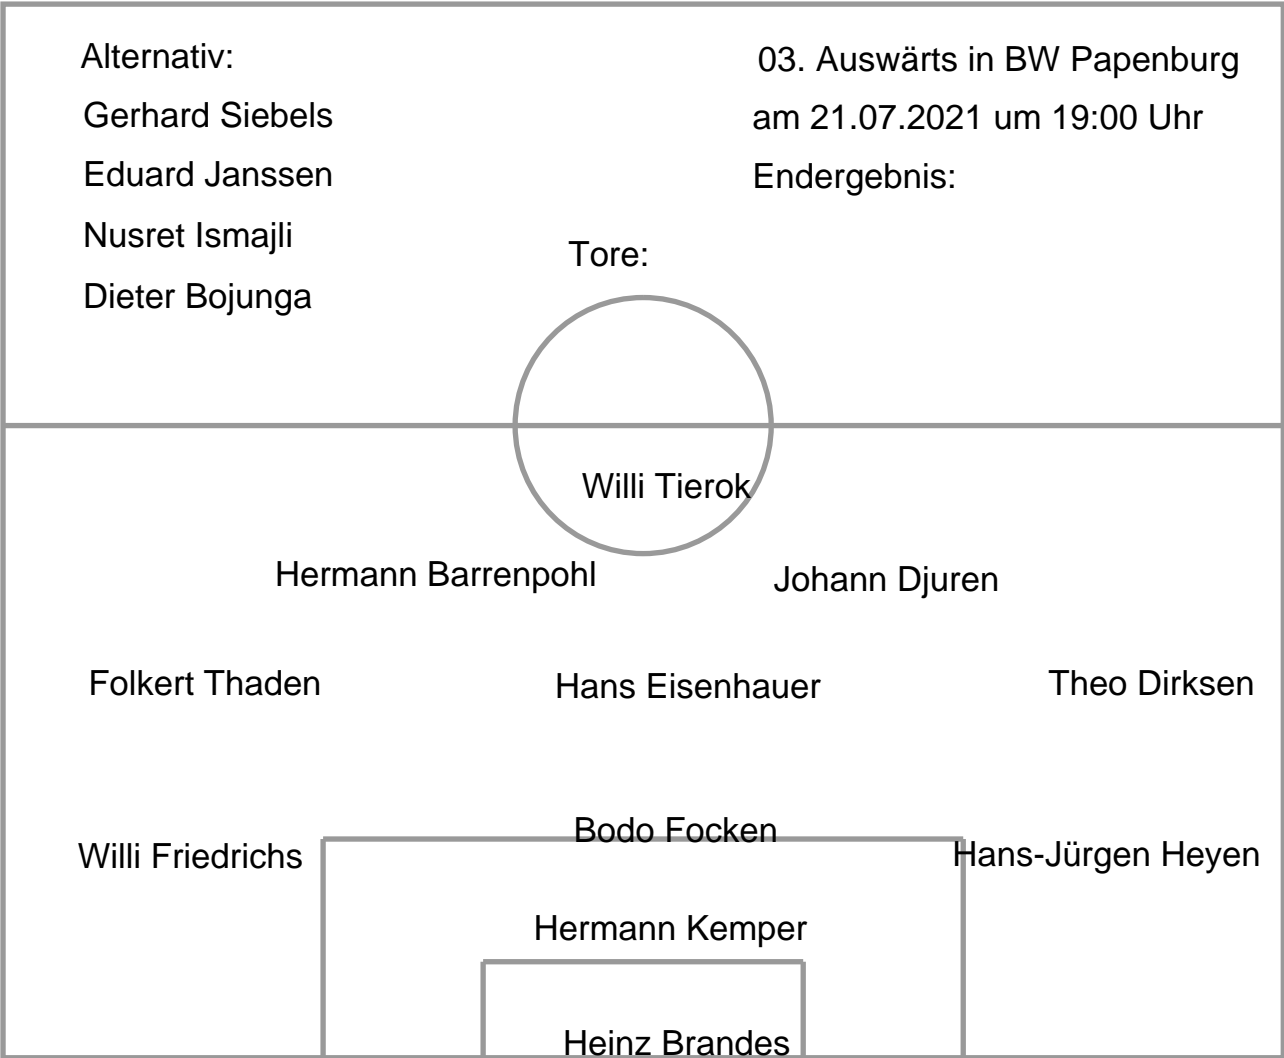 Alternativ:
Gerhard Siebels
Eduard Janssen
Nusret Ismajli
Dieter Bojunga
03. Auswärts in BW Papenburg
am 21.07.2021 um 19:00 Uhr
Endergebnis:
Tore:
Willi Tierok
Hermann Barrenpohl
Johann Djuren
Folkert Thaden
Hans Eisenhauer
Theo Dirksen
Bodo Focken
Willi Friedrichs
Hans-Jürgen Heyen
Hermann Kemper
Heinz Brandes